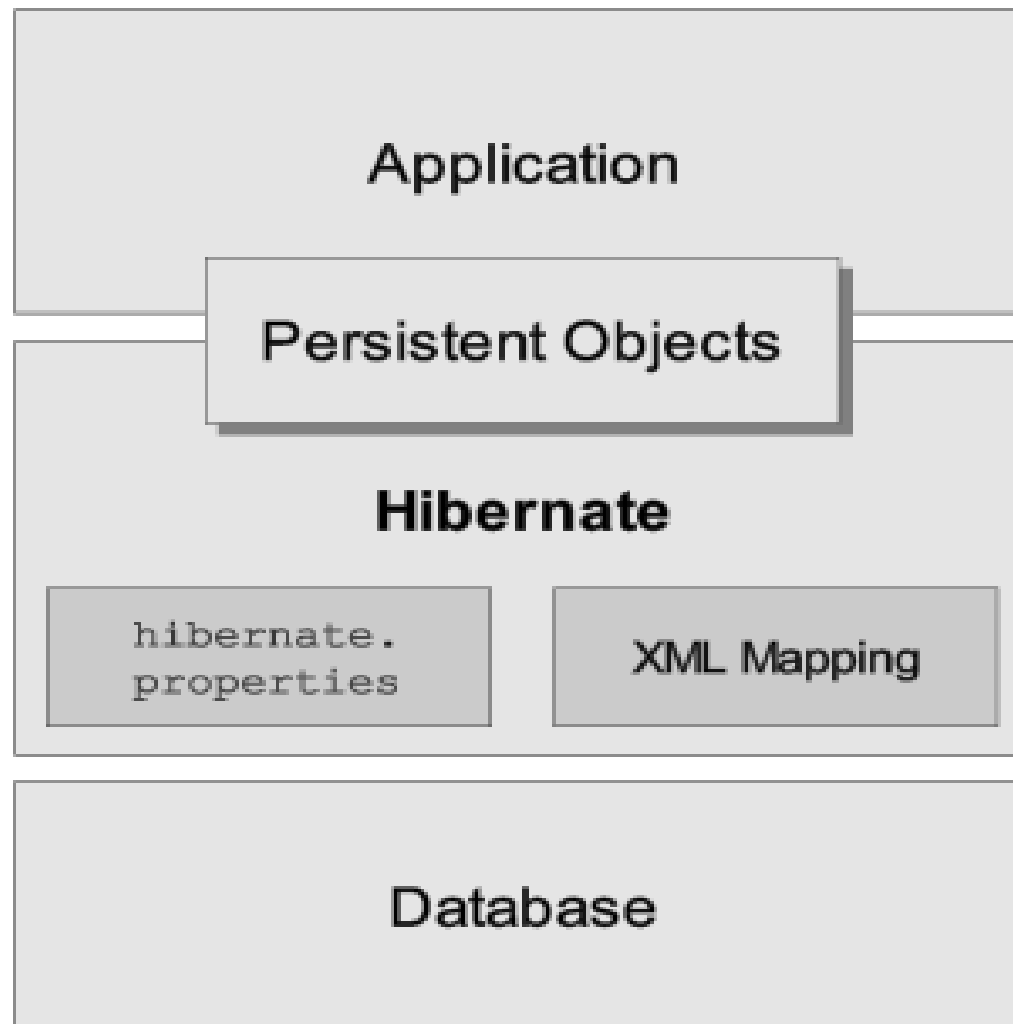 Application
Persistent Objects
Hibernate
hibernate.
properties
XML Mapping
Database